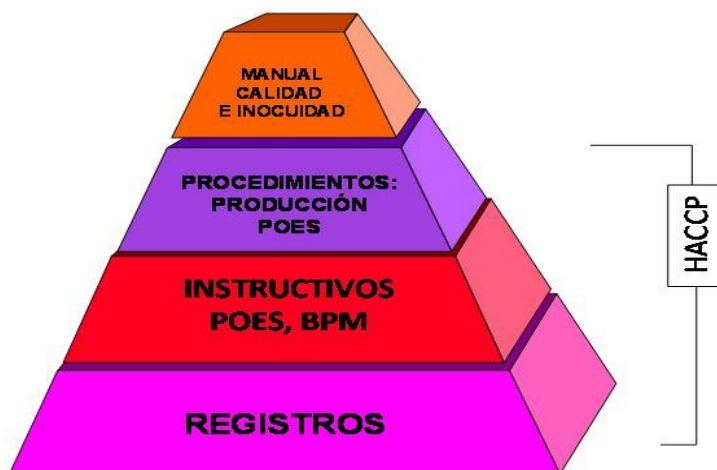 MANUAL
CALIDAD
E INOCUIDAD
PROCEDIMIENTOS:
PRODUCCIÓN
POES
INSTRUCTIVOS
POES, BPM
REGISTROS
HACCP